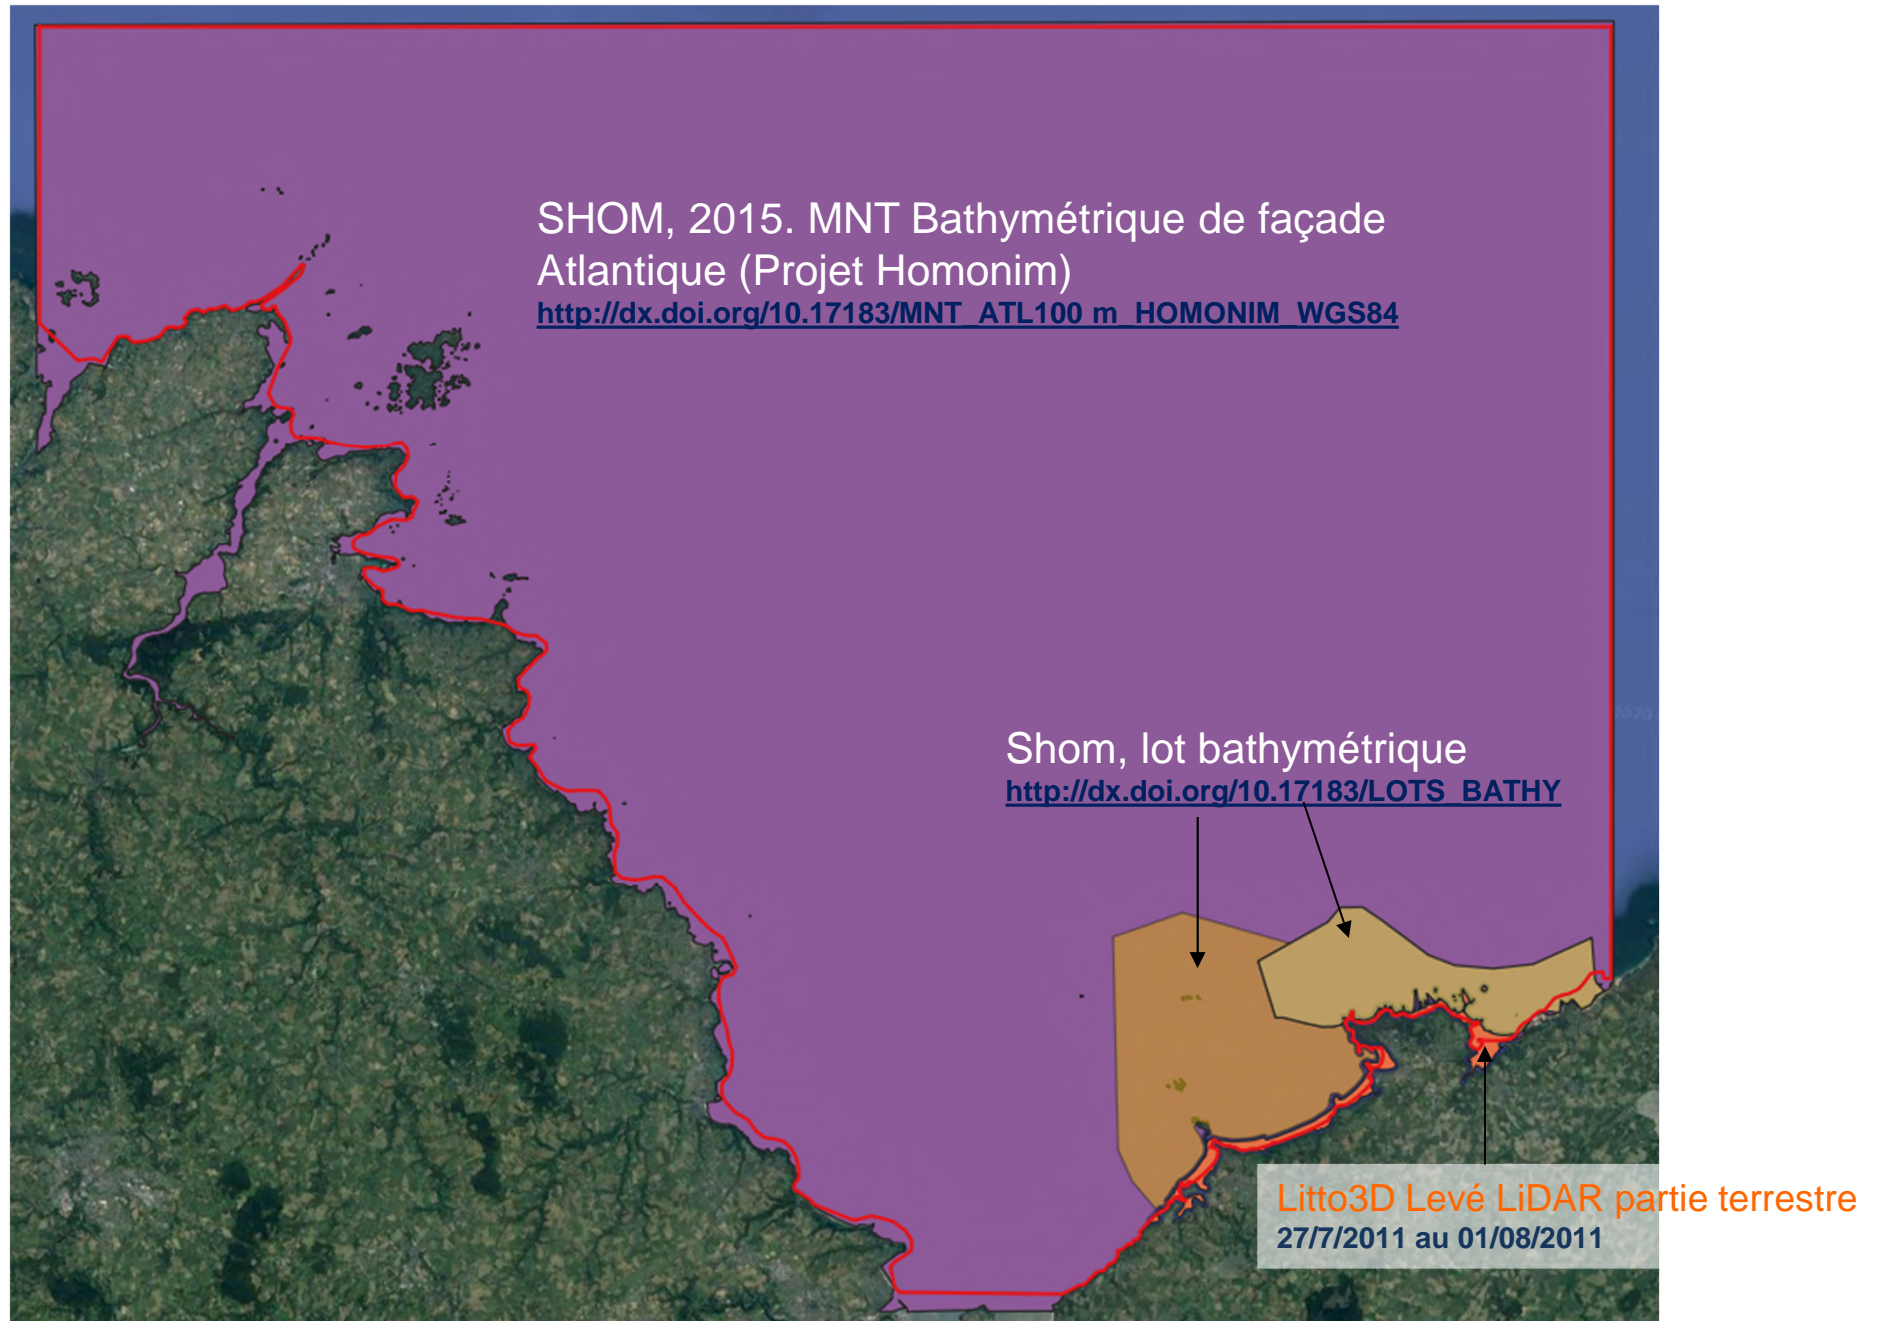 SHOM, 2015. MNT Bathymétrique de façade
Atlantique (Projet Homonim)
http://dx.doi.org/10.17183/MNT_ATL100 m_HOMONIM_WGS84
2029
Shom, lot bathymétrique
http://dx.doi.org/10.17183/LOTS_BATHY
Litto3D Levé LiDAR partie terrestre
27/7/2011 au 01/08/2011